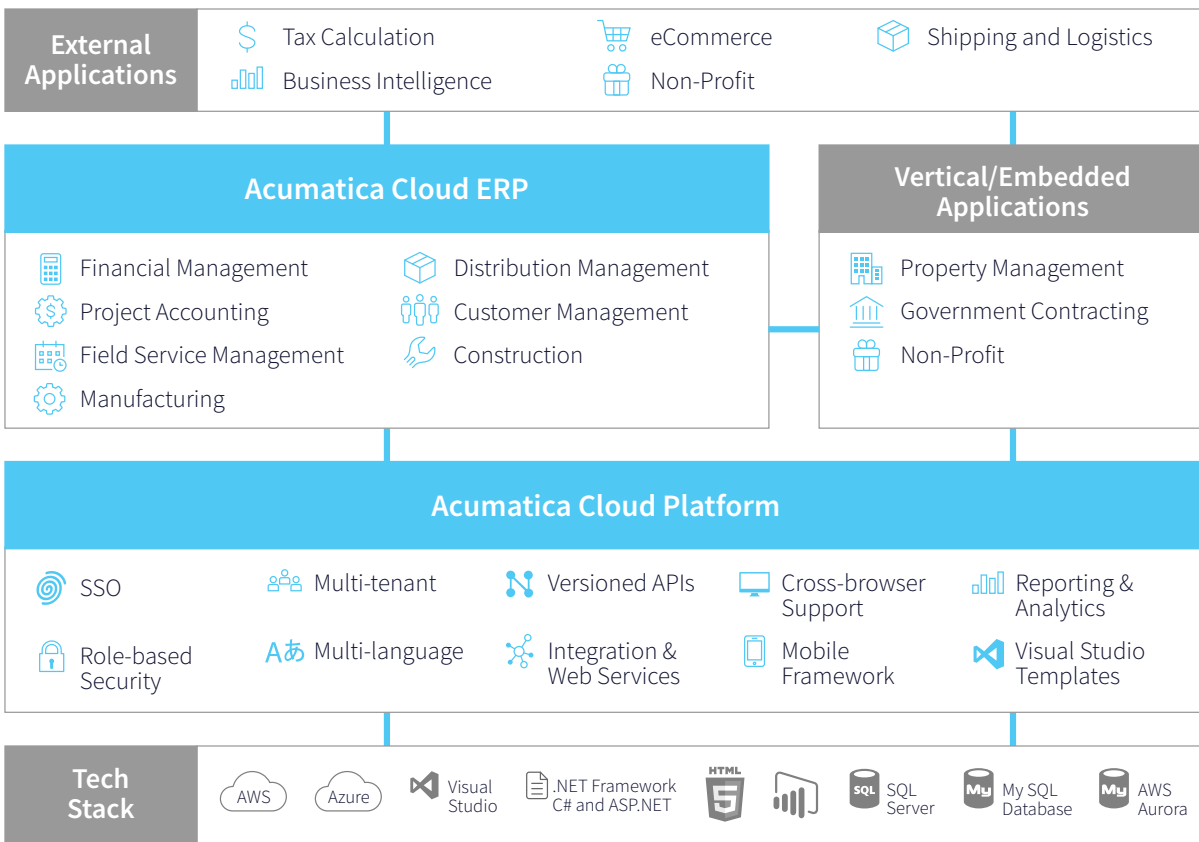 External
Applications
Tax Calculation
eCommerce
Shipping and Logistics
Business Intelligence
Non-Profit
Acumatica Cloud ERP
Financial Management
Distribution Management
Project Accounting
Customer Management
Field Service Management
Construction
Manufacturing
Vertical/Embedded
Applications
Property Management
Government Contracting
Non-Profit
Acumatica Cloud Platform
SSO
Multi-tenant
Versioned APIs
Cross-browser
Support
Reporting &
Analytics
Role-based
Security
Aあ
Multi-language
Integration &
Web Services
Mobile
Framework
Visual Studio
Templates
Tech
Stack
AWS
Azure
Visual
Studio
.NET Framework
C# and ASP.NET
HTML
5
SQL
SQL
Server
My
My SQL
Database
My
AWS
Aurora